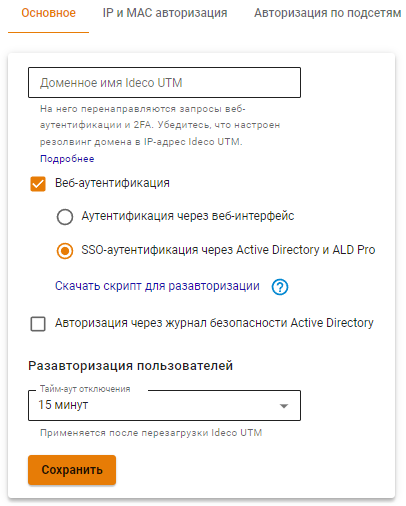 Основное IP и MAC авторизация Авторизация по подсетям
Доменное имя Ideco UTM
На него перенаправляются запросы веб-
аутентификации и 2FA. Убедитесь, что настроен
резолвинг домена в IP-адрес Ideco UTM.
Подробнее
Веб-аутентификация
Аутентификация через веб-интерфейс
SSO-аутентификация через Active Directory и ALD Pro
Скачать скрипт для разавторизации ?
Авторизация через журнал безопасности Active Directory
Разавторизация пользователей
Тайм-аут отключения
15 минут
Применяется после перезагрузки Ideco UTM
Сохранить